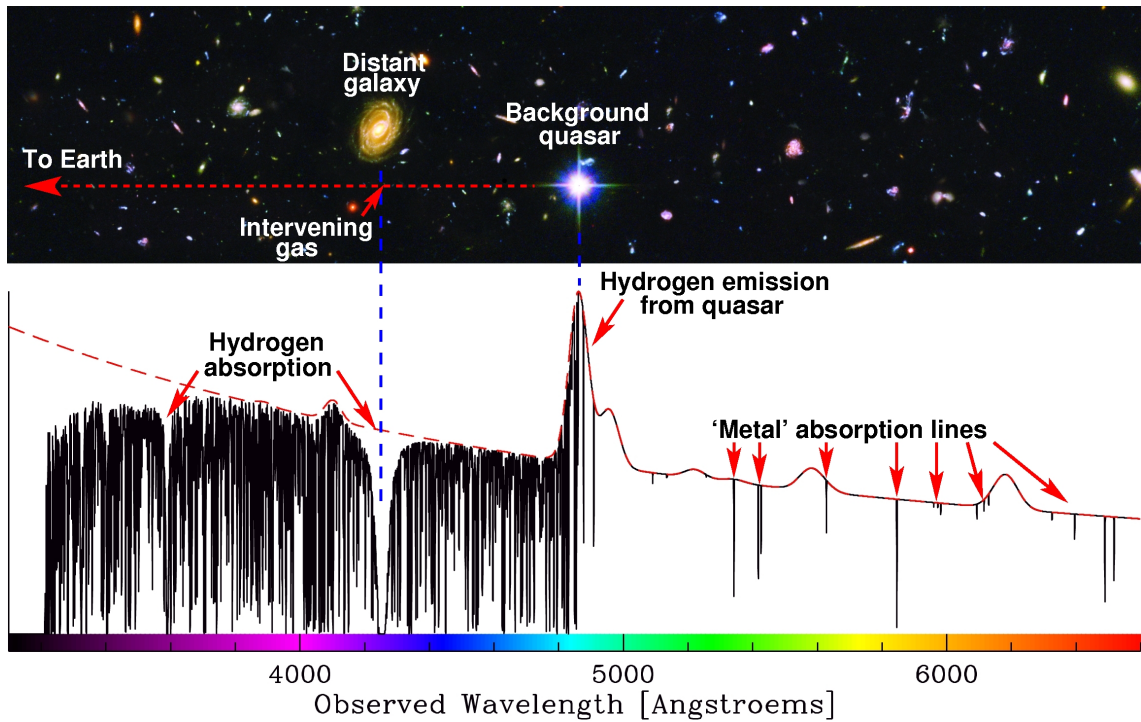 Distant
galaxy
Background
quasar
To Earth
Intervening
gas
Hydrogen emission
from quasar
Hydrogen
absorption
‘Metal’ absorption lines
4000
5000
6000
Observed Wavelength [Angstroems]